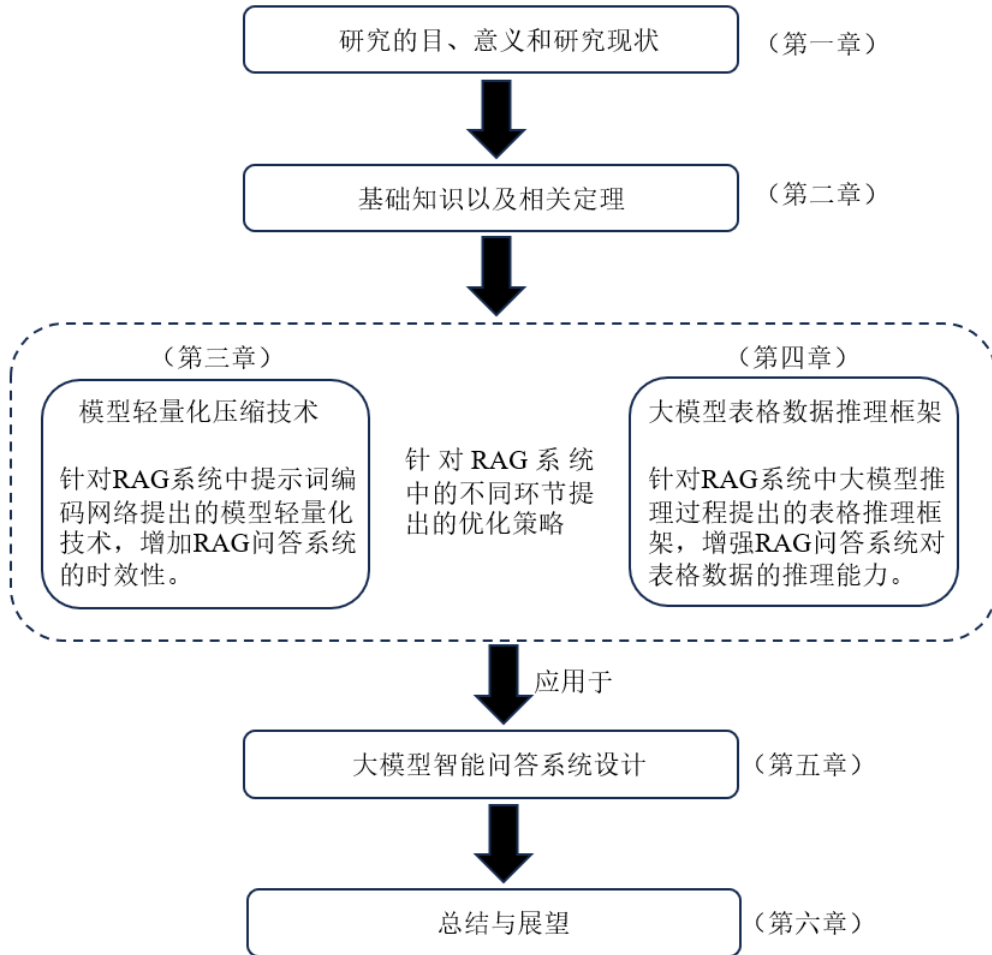 研究的目、意义和研究现状
（第一章）
基础知识以及相关定理
（第二章）
（第三章）
模型轻量化压缩技术
针对RAG系统中提示词编
码网络提出的模型轻量化
技术，增加RAG问答系统
的时效性。
针对RAG系统
中的不同环节提
出的优化策略
（第四章）
大模型表格数据推理框架
针对RAG系统中大模型推
理过程提出的表格推理框
架，增强RAG问答系统对
表格数据的推理能力。
应用于
大模型智能问答系统设计
（第五章）
总结与展望
（第六章）